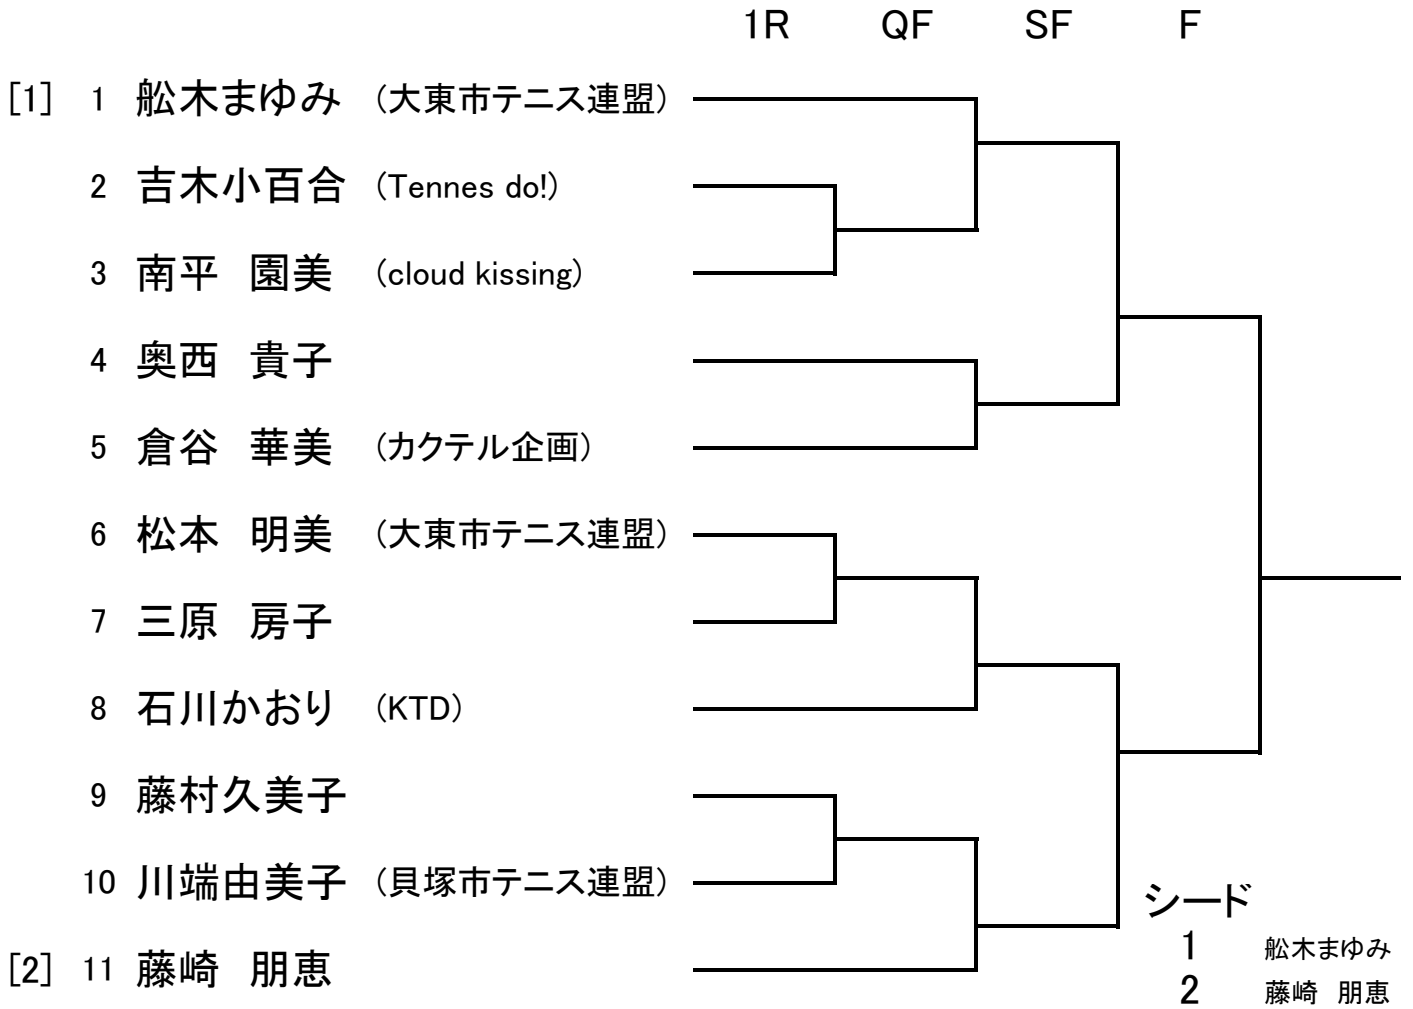 1R QF SF F
[1] 1 舩木まゆみ (大東市テニス連盟)
2 吉木小百合 (Tennes do!)
3 南平 園美 (cloud kissing)
4 奥西 貴子
5 倉谷 華美 (カクテル企画)
6 松本 明美 (大東市テニス連盟)
7 三原 房子
8 石川かおり (KTD)
9 藤村久美子
10 川端由美子 (貝塚市テニス連盟)
[2] 11 藤崎 朋恵
シード
1 舩木まゆみ
2 藤崎 朋恵